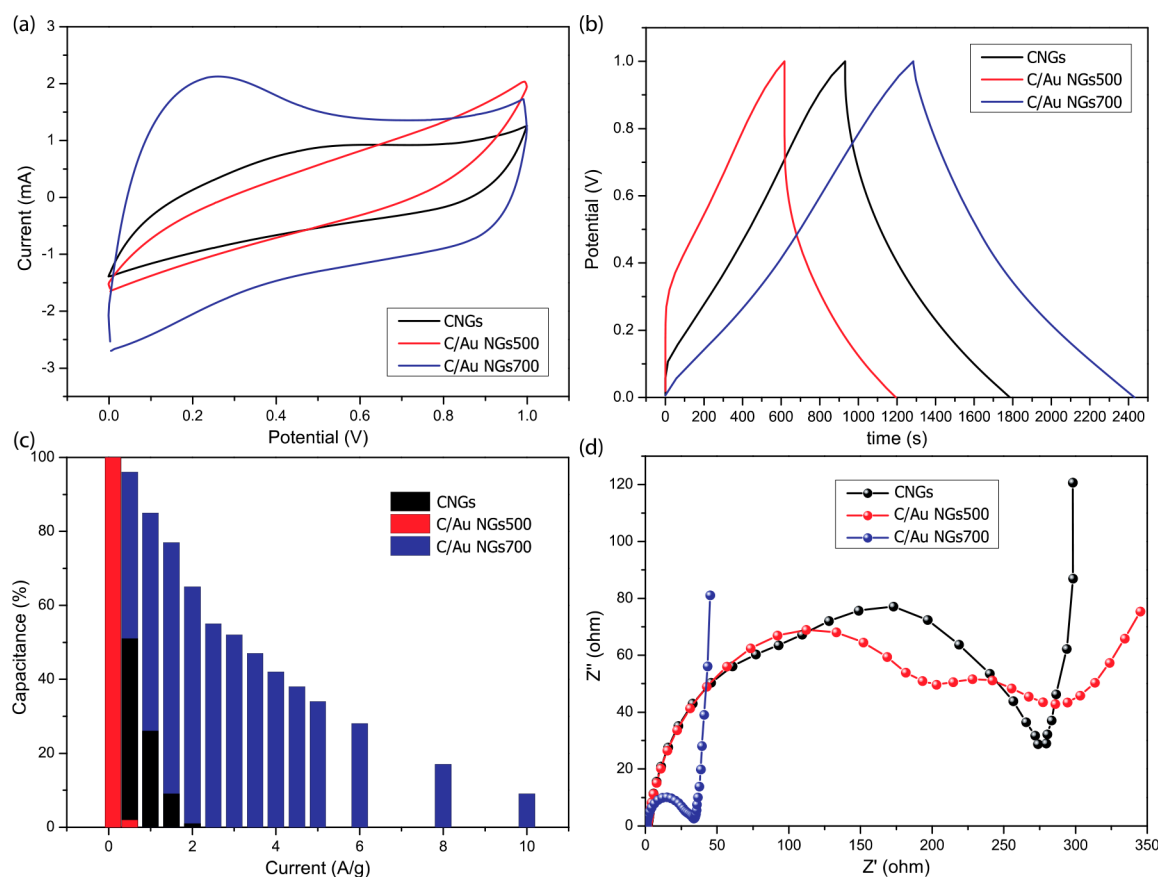 (a)
3
2
1
0
-1
-2
-3
Current (mA)
CNGs
C/Au NGs500
C/Au NGs700
0.0 0.2 0.4 0.6 0.8 1.0
Potential (V)
(b)
1.0
0.8
0.6
0.4
0.2
0.0
Potential (V)
CNGs
C/Au NGs500
C/Au NGs700
0 200 400 600 800 1000 1200 1400 1600 1800 2000 2200 2400
time (s)
(c)
100
80
60
40
20
0
Capacitance (%)
CNGs
C/Au NGs500
C/Au NGs700
0 2 4 6 8 10
Current (A/g)
(d)
120
100
80
60
40
20
0
Z'' (ohm)
CNGs
C/Au NGs500
C/Au NGs700
0 50 100 150 200 250 300 350
Z' (ohm)